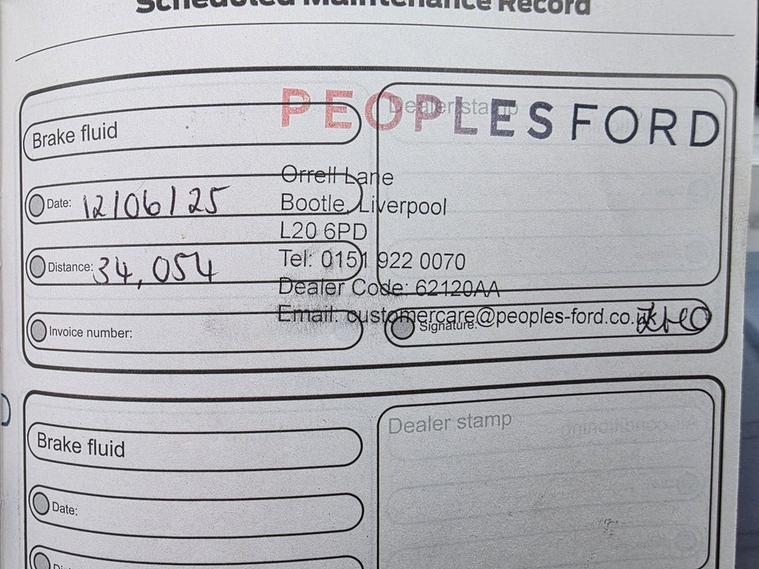 Scheduled Maintenance Record
Brake fluid
Dealer stamp
PEOPLES FORD
Orrell Lane
Date: 12/06/25
Bootle, Liverpool
L20 6PD
Distance: 34,054
Tel: 0151 922 0070
Dealer Code: 62120AA
Email: customercare@peoples-ford.co.uk
Invoice number:
Signature:
Brake fluid
Dealer stamp
Date: